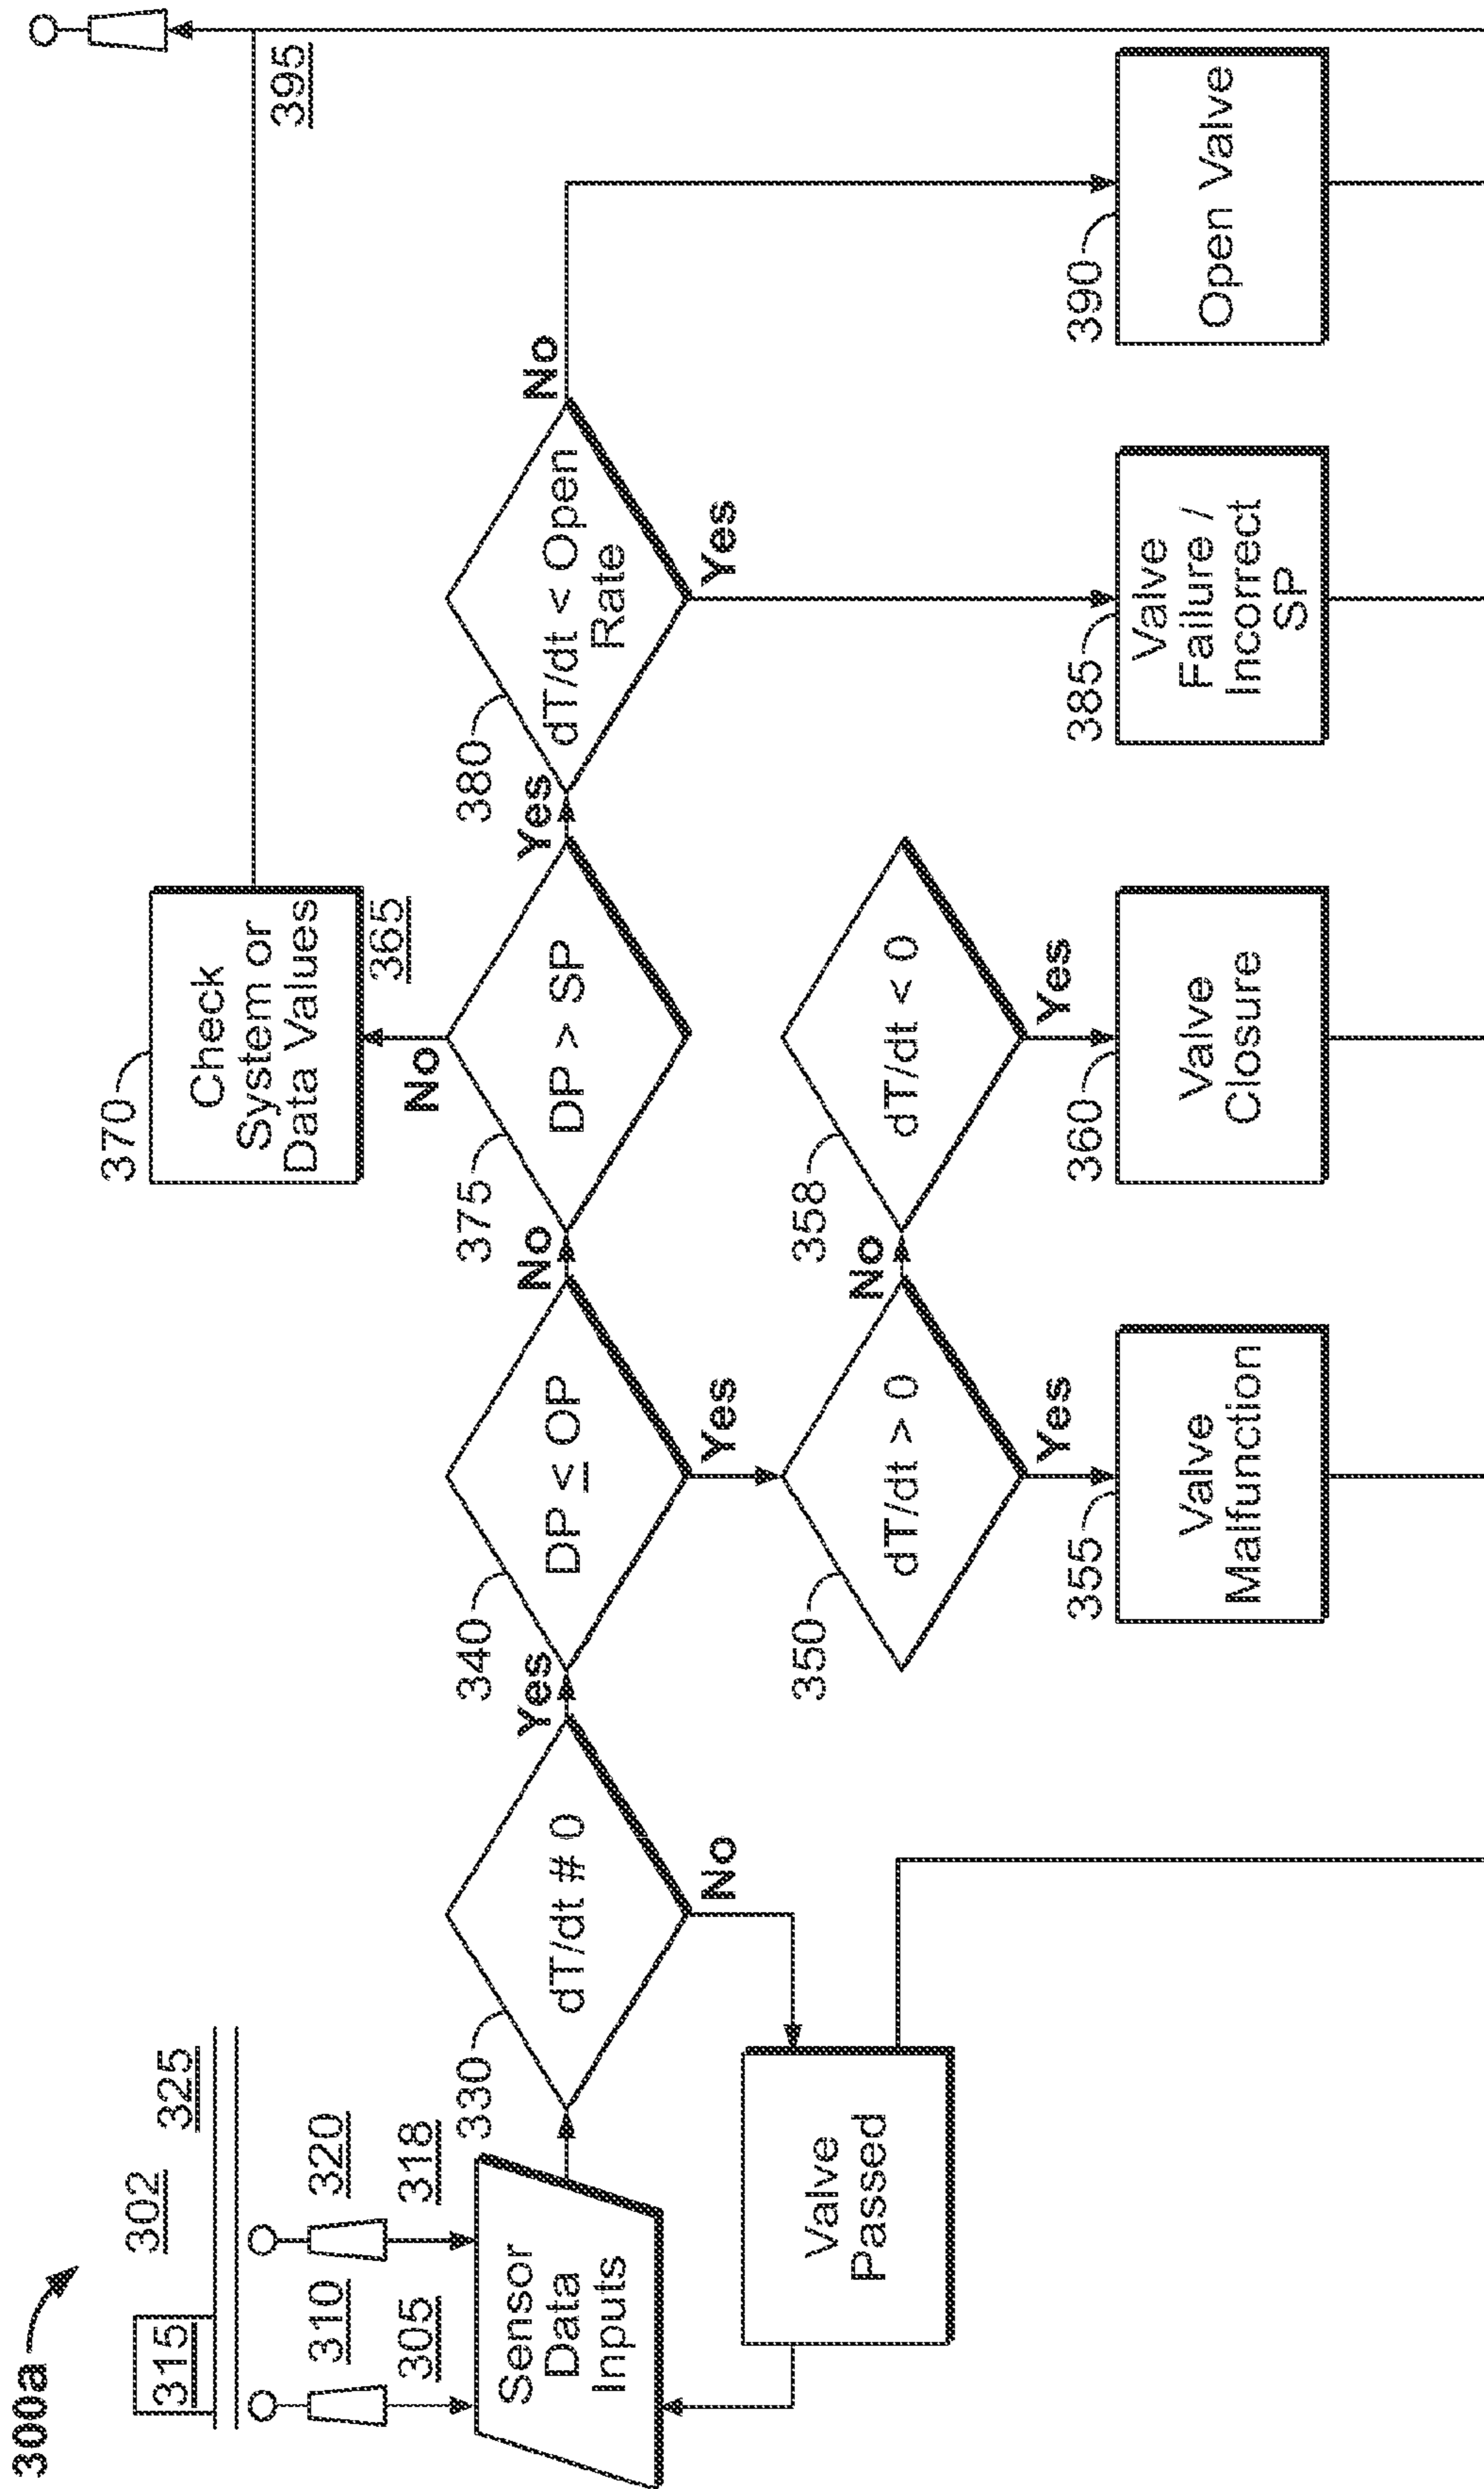 300a
315
302
325
310
320
305
318
Sensor
Data
Inputs
330
dT/dt # 0
Yes
No
Valve
Passed
340
DP ≤ OP
No
Yes
350
dT/dt > 0
No
Yes
355
Valve
Malfunction
358
dT/dt < 0
Yes
360
Valve
Closure
375
DP > SP
No
Yes
365
370
Check
System or
Data Values
380
dT/dt < Open
Rate
No
Yes
385
Valve
Failure /
Incorrect
SP
390
Open Valve
395